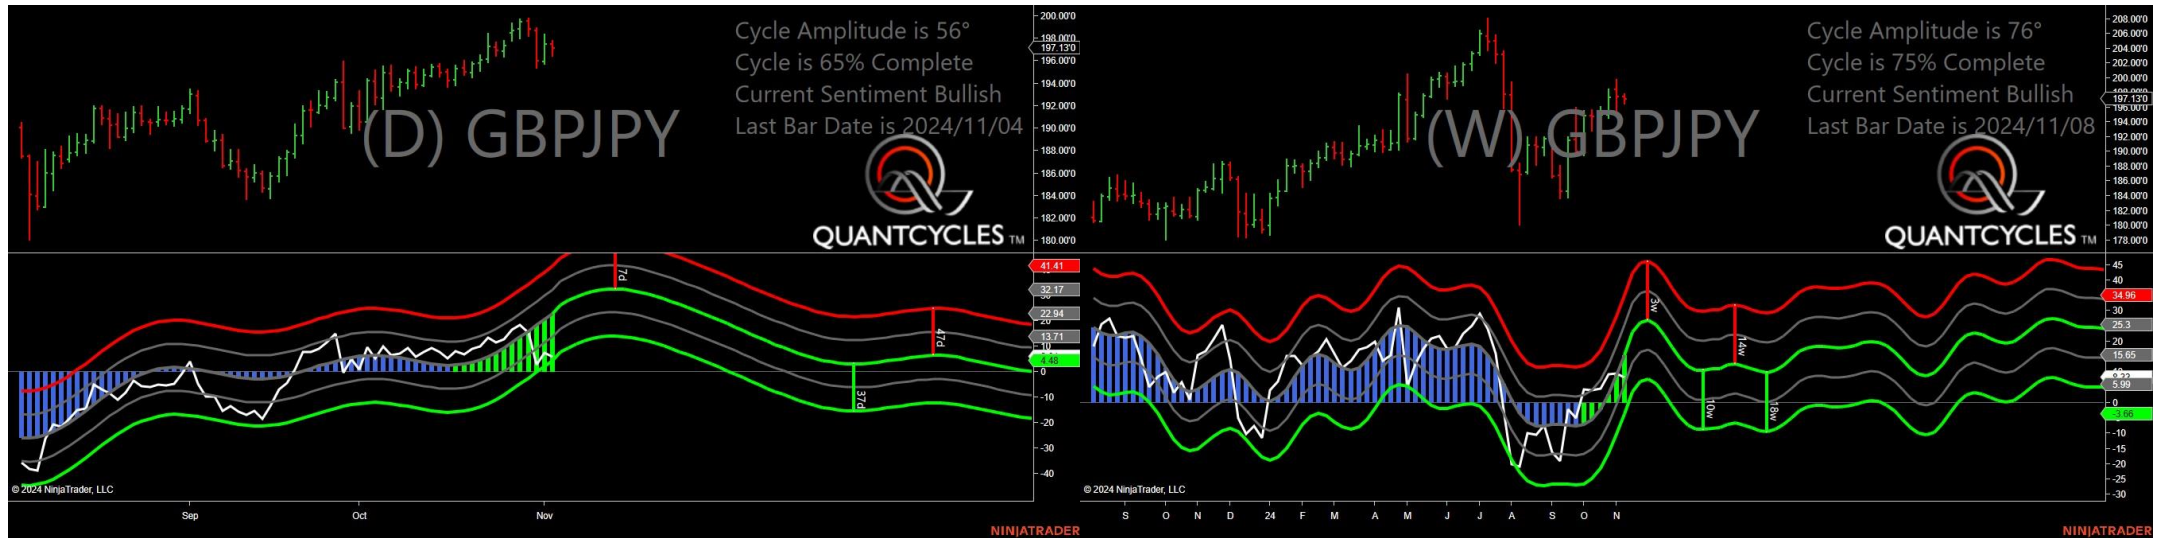 Cycle Amplitude is 56°
Cycle is 65% Complete
Current Sentiment Bullish
Last Bar Date is 2024/11/04
(D) GBPJPY
QUANTCYCLES TM
200.00'0
198.00'0
197.13'0
196.00'0
194.00'0
192.00'0
190.00'0
188.00'0
186.00'0
184.00'0
182.00'0
180.00'0
7d
47d
37d
41.41
32.17
22.94
20
13.71
10
4.48
0
-10
-20
-30
-40
© 2024 NinjaTrader, LLC
Sep
Oct
Nov
NINJATRADER
Cycle Amplitude is 76°
Cycle is 75% Complete
Current Sentiment Bullish
Last Bar Date is 2024/11/08
(W) GBPJPY
QUANTCYCLES TM
208.00'0
206.00'0
204.00'0
202.00'0
200.00'0
197.13'0
196.00'0
194.00'0
192.00'0
190.00'0
188.00'0
186.00'0
184.00'0
182.00'0
180.00'0
178.00'0
3w
14w
10w
18w
45
40
34.96
30
25.3
20
15.65
5.99
0
-3.66
-10
-15
-20
-25
-30
© 2024 NinjaTrader, LLC
S O N D 24 F M A M J J A S O N
NINJATRADER